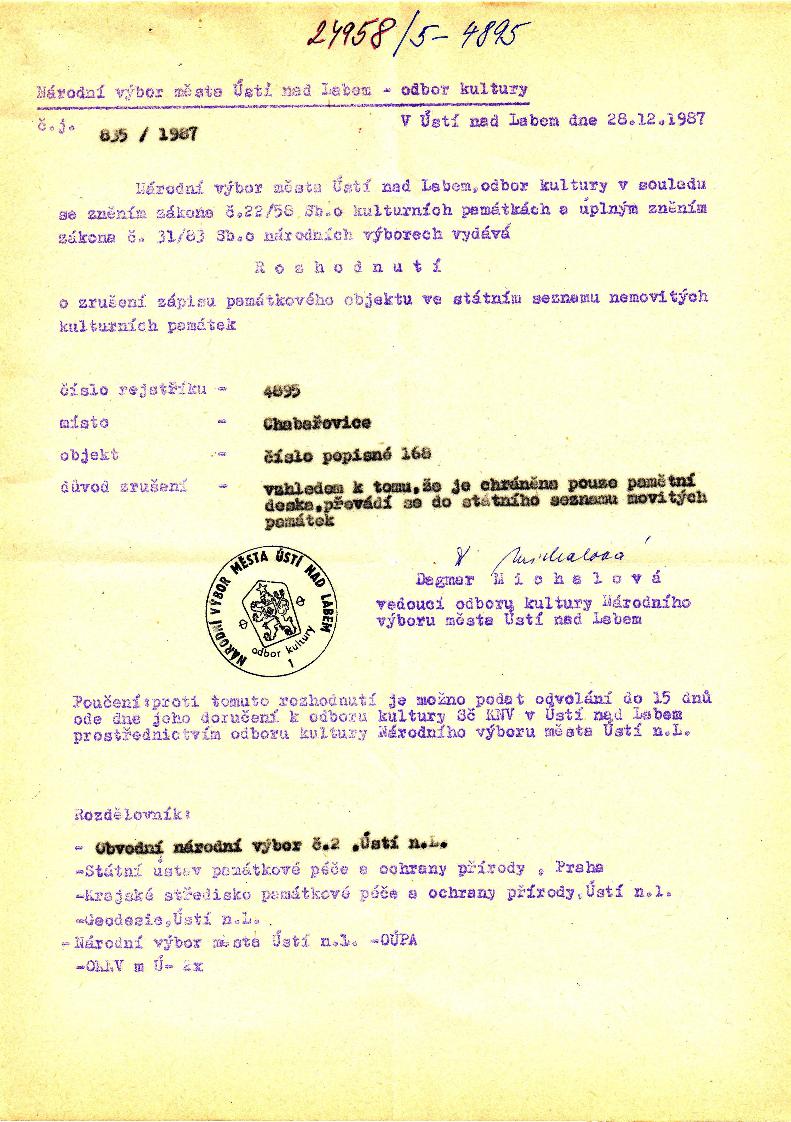 24958/5-4895
Národní výbor města Ústí nad Labem - odbor kultury
č.j. 835 / 1987
V Ústí nad Labem dne 28.12.1987
Národní výbor města Ústí nad Labem,odbor kultury v souladu
se zněním zákona č.22/58 Sb.o kulturních památkách a úplným zněním
zákona č. 31/83 Sb.o národních výborech vydává
R o z h o d n u t í
o zrušení zápisu památkového objektu ve státním seznamu nemovitých
kulturních památek
číslo rejstříku - 4895
místo - Chabařovice
objekt - číslo popisné 168
důvod zrušení - vzhledem k tomu,že je chráněna pouze pamětní
deska,převádí se do státního seznamu movitých
památek
NÁRODNÍ VÝBOR MĚSTA ÚSTÍ NAD LABEM
odbor kultury
1
Michalová
Dagmar M i c h a l o v á
vedoucí odboru kultury Národního
výboru města Ústí nad Labem
Poučení:proti tomuto rozhodnutí je možno podat odvolání do 15 dnů
ode dne jeho doručení k odboru kultury Sč KNV v Ústí nad Labem
prostřednictvím odboru kultury Národního výboru města Ústí n.L.
Rozdělovník:
- Obvodní národní výbor č.2 ,Ústí n.L.
-Státní ústav památkové péče a ochrany přírody , Praha
-Krajské středisko památkové péče a ochrany přírody,Ústí n.l.
-Geodesie,Ústí n.L.
-Národní výbor města Ústí n.l. -OÚPA
m Ú- 2x